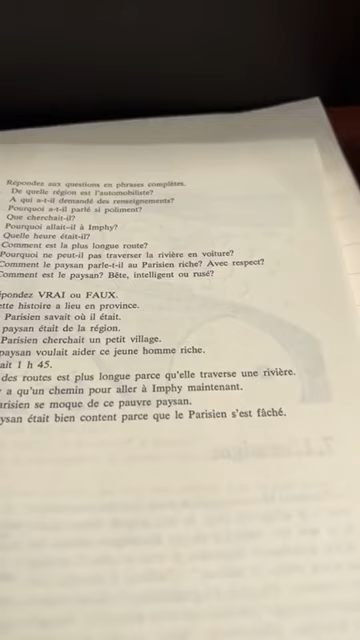 Répondez aux questions en phrases complètes.
De quelle région est l'automobiliste?
A qui a-t-il demandé des renseignements?
Pourquoi a-t-il parlé si poliment?
Que cherchait-il?
Pourquoi allait-il à Imphy?
Quelle heure était-il?
Comment est la plus longue route?
Pourquoi ne peut-il pas traverser la rivière en voiture?
Comment le paysan parle-t-il au Parisien riche? Avec respect?
Comment est le paysan? Bête, intelligent ou rusé?
pondez VRAI ou FAUX.
ette histoire a lieu en province.
Parisien savait où il était.
paysan était de la région.
Parisien cherchait un petit village.
paysan voulait aider ce jeune homme riche.
ait 1 h 45.
des routes est plus longue parce qu'elle traverse une rivière.
a qu'un chemin pour aller à Imphy maintenant.
arisien se moque de ce pauvre paysan.
ysan était bien content parce que le Parisien s'est fâché.